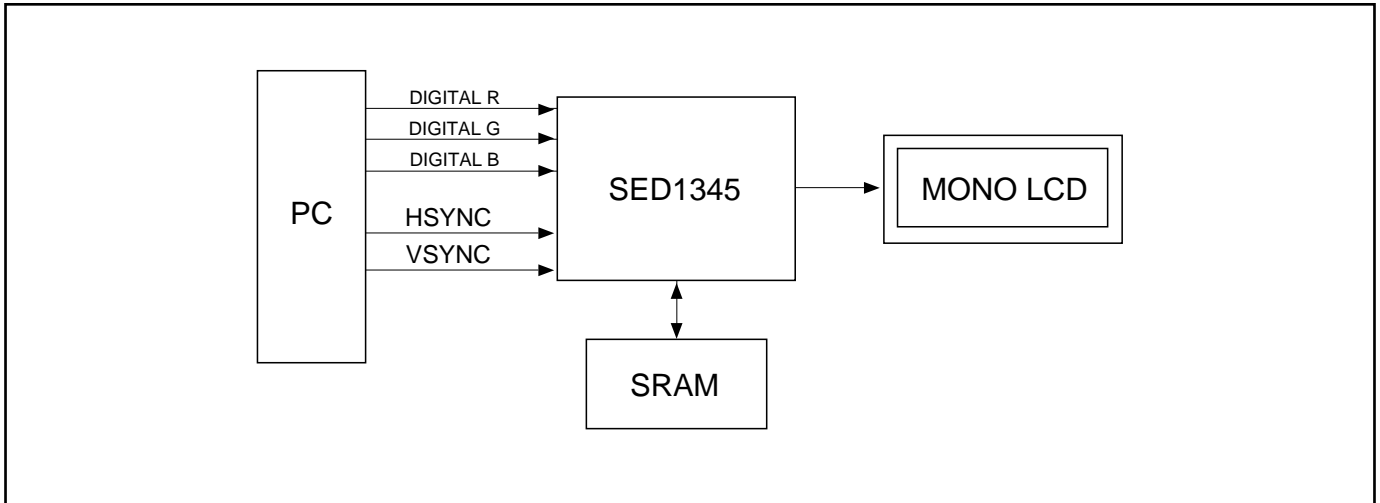 DIGITAL R
DIGITAL G
DIGITAL B
PC
HSYNC
VSYNC
SED1345
MONO LCD
SRAM